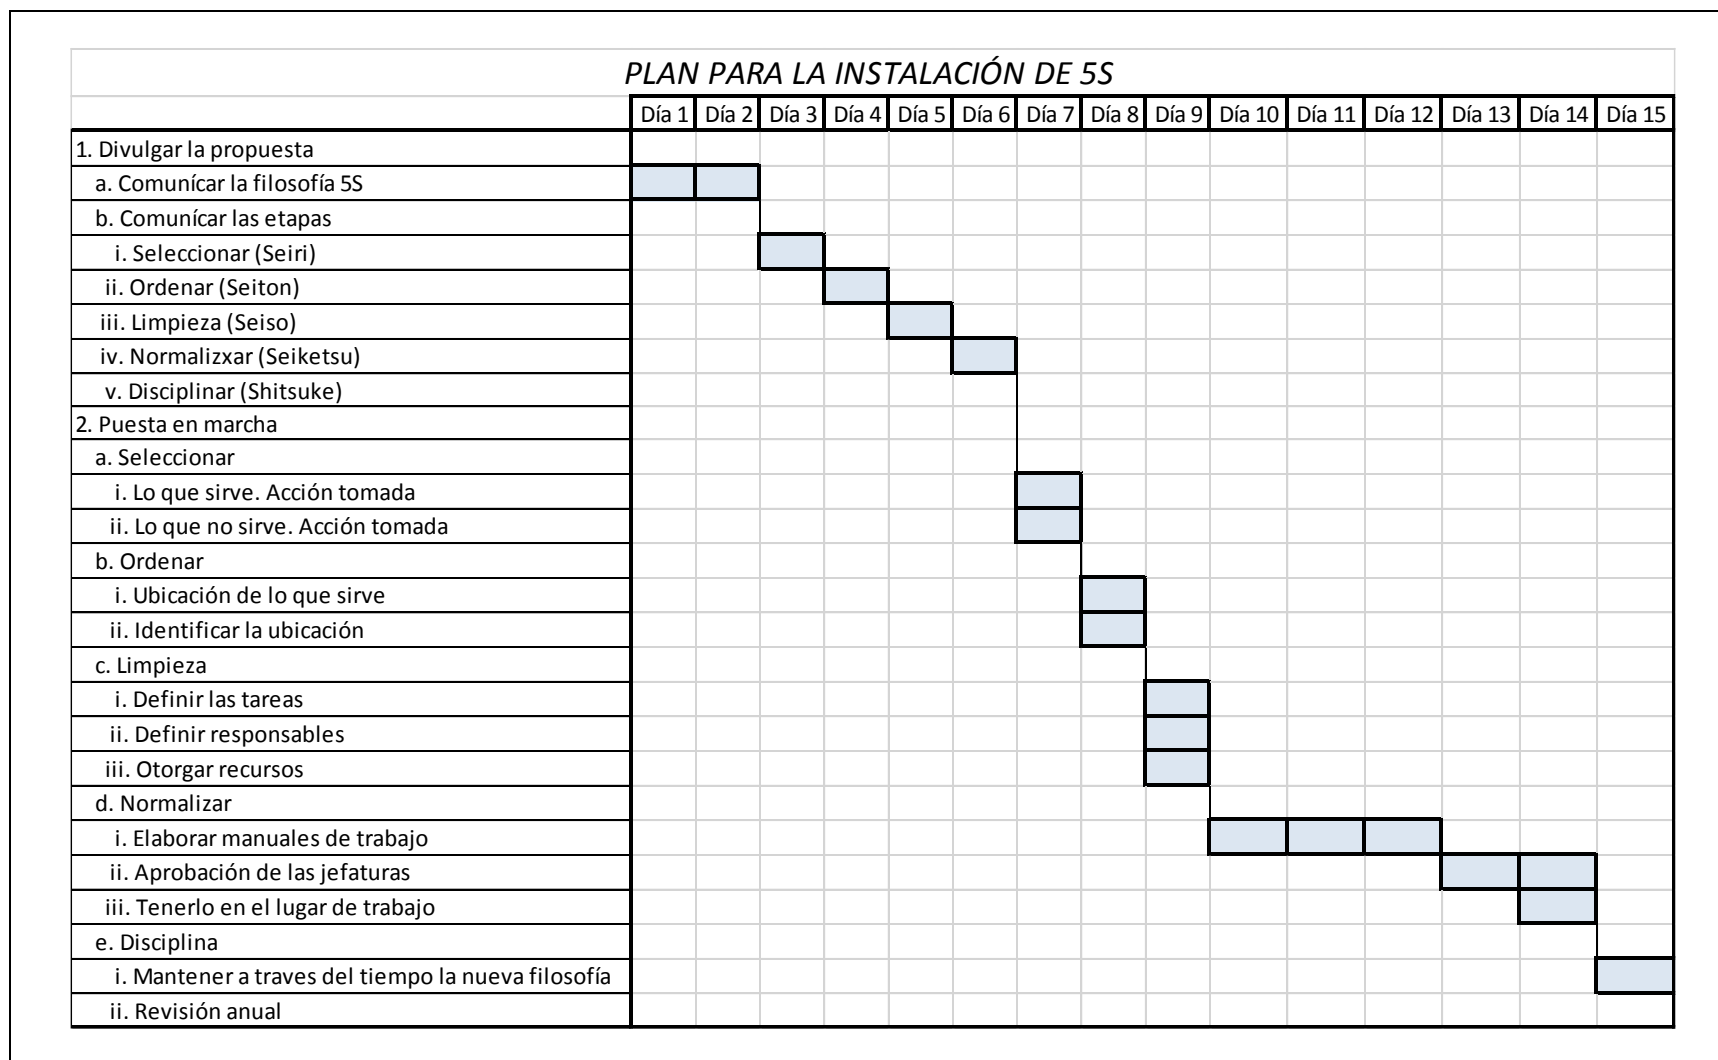 PLAN PARA LA INSTALACIÓN DE 5S
Día 1 Día 2 Día 3 Día 4 Día 5 Día 6 Día 7 Día 8 Día 9 Día 10 Día 11 Día 12 Día 13 Día 14 Día 15
1. Divulgar la propuesta
a. Comunícar la filosofía 5S
b. Comunícar las etapas
i. Seleccionar (Seiri)
ii. Ordenar (Seiton)
iii. Limpieza (Seiso)
iv. Normalizxar (Seiketsu)
v. Disciplinar (Shitsuke)
2. Puesta en marcha
a. Seleccionar
i. Lo que sirve. Acción tomada
ii. Lo que no sirve. Acción tomada
b. Ordenar
i. Ubicación de lo que sirve
ii. Identificar la ubicación
c. Limpieza
i. Definir las tareas
ii. Definir responsables
iii. Otorgar recursos
d. Normalizar
i. Elaborar manuales de trabajo
ii. Aprobación de las jefaturas
iii. Tenerlo en el lugar de trabajo
e. Disciplina
i. Mantener a traves del tiempo la nueva filosofía
ii. Revisión anual